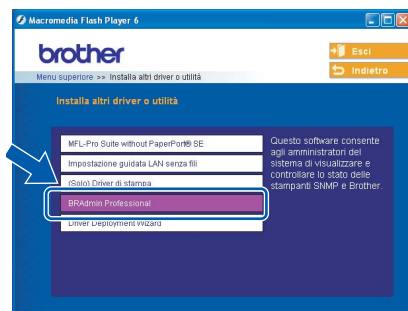 Macromedia Flash Player 6
brother
Esci
Indietro
Menu superiore >> Installa altri driver o utilità
Installa altri driver o utilità
MFL-Pro Suite without PaperPort® SE
Impostazione guidata LAN senza fili
(Solo) Driver di stampa
BRAdmin Professional
Driver Deployment Wizard
Questo software consente
agli amministratori del
sistema di visualizzare e
controllare lo stato delle
stampanti SNMP e Brother.